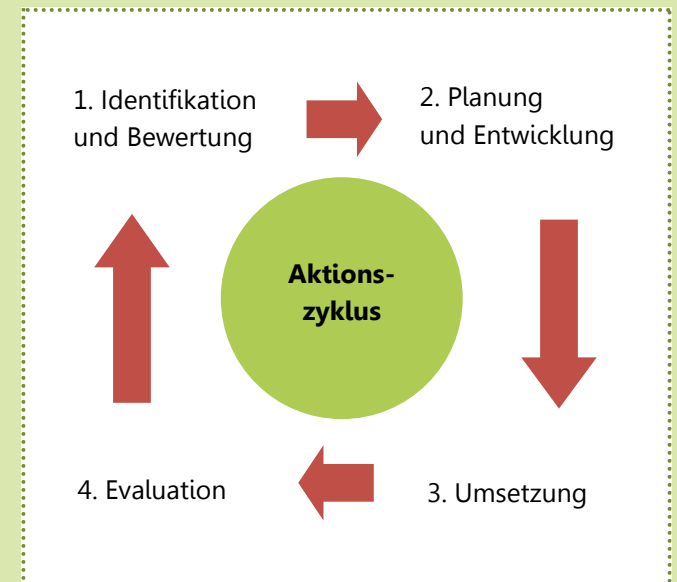 1. Identifikation
und Bewertung
2. Planung
und Entwicklung
Aktions-
zyklus
3. Umsetzung
4. Evaluation